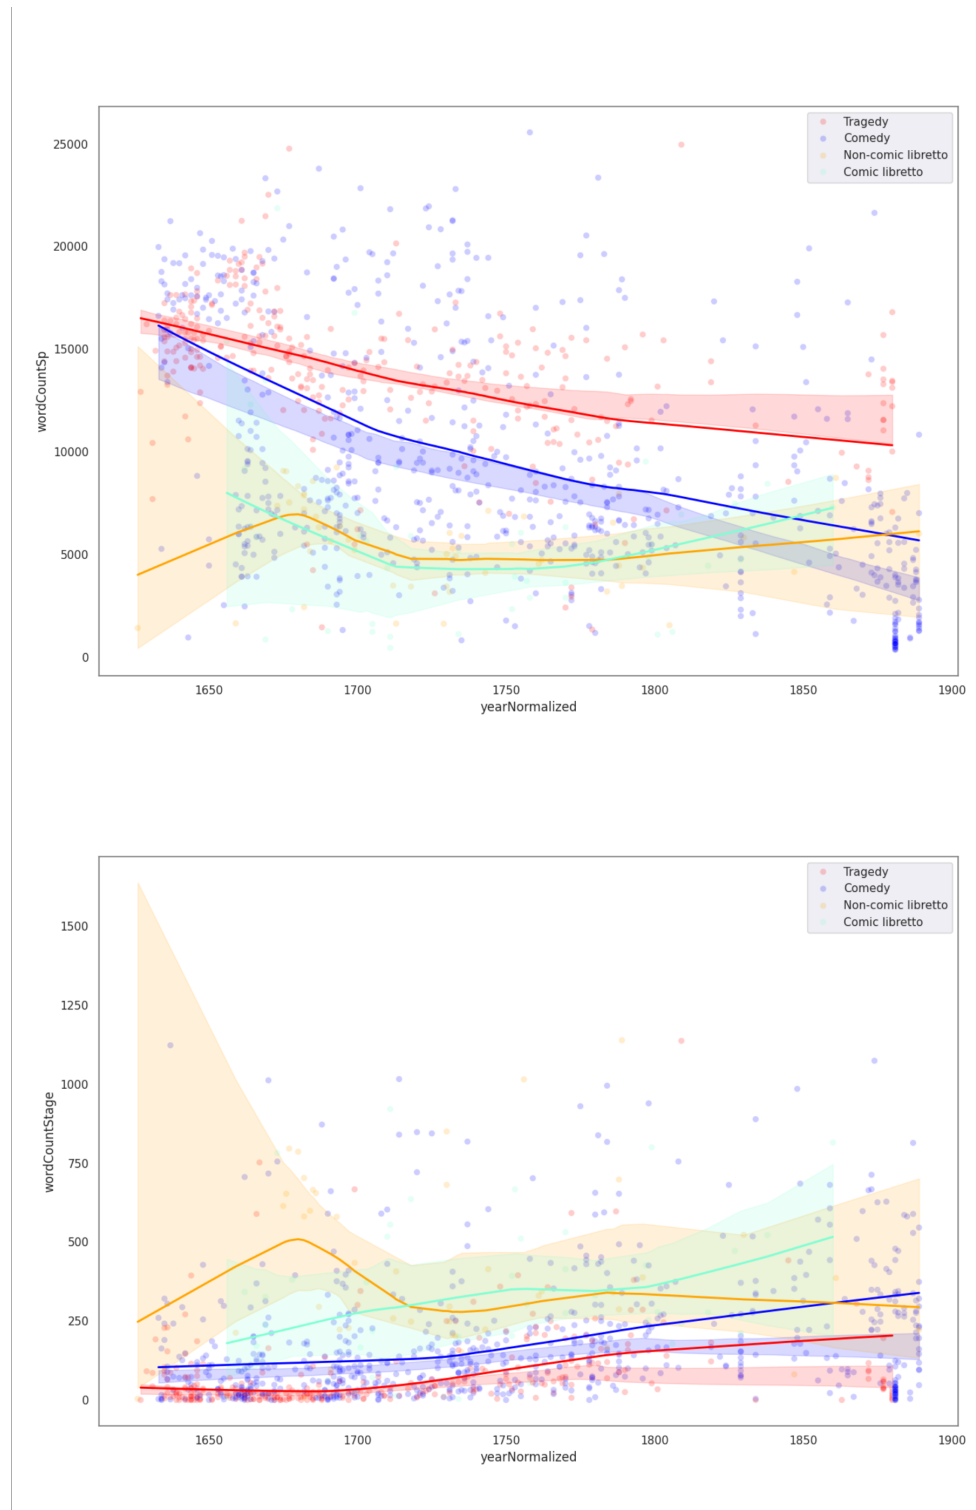 25000
20000
15000
10000
5000
0
wordCountSp
Tragedy
Comedy
Non-comic libretto
Comic libretto
1650 1700 1750 1800 1850 1900
yearNormalized
1500
1250
1000
750
500
250
0
wordCountStage
Tragedy
Comedy
Non-comic libretto
Comic libretto
1650 1700 1750 1800 1850 1900
yearNormalized